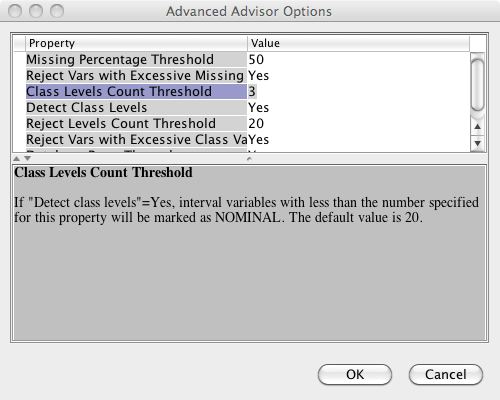 Advanced Advisor Options
Property Value
Missing Percentage Threshold 50
Reject Vars with Excessive Missing Yes
Class Levels Count Threshold 3
Detect Class Levels Yes
Reject Levels Count Threshold 20
Reject Vars with Excessive Class Va Yes
Class Levels Count Threshold
If "Detect class levels"=Yes, interval variables with less than the number specified
for this property will be marked as NOMINAL. The default value is 20.
OK Cancel